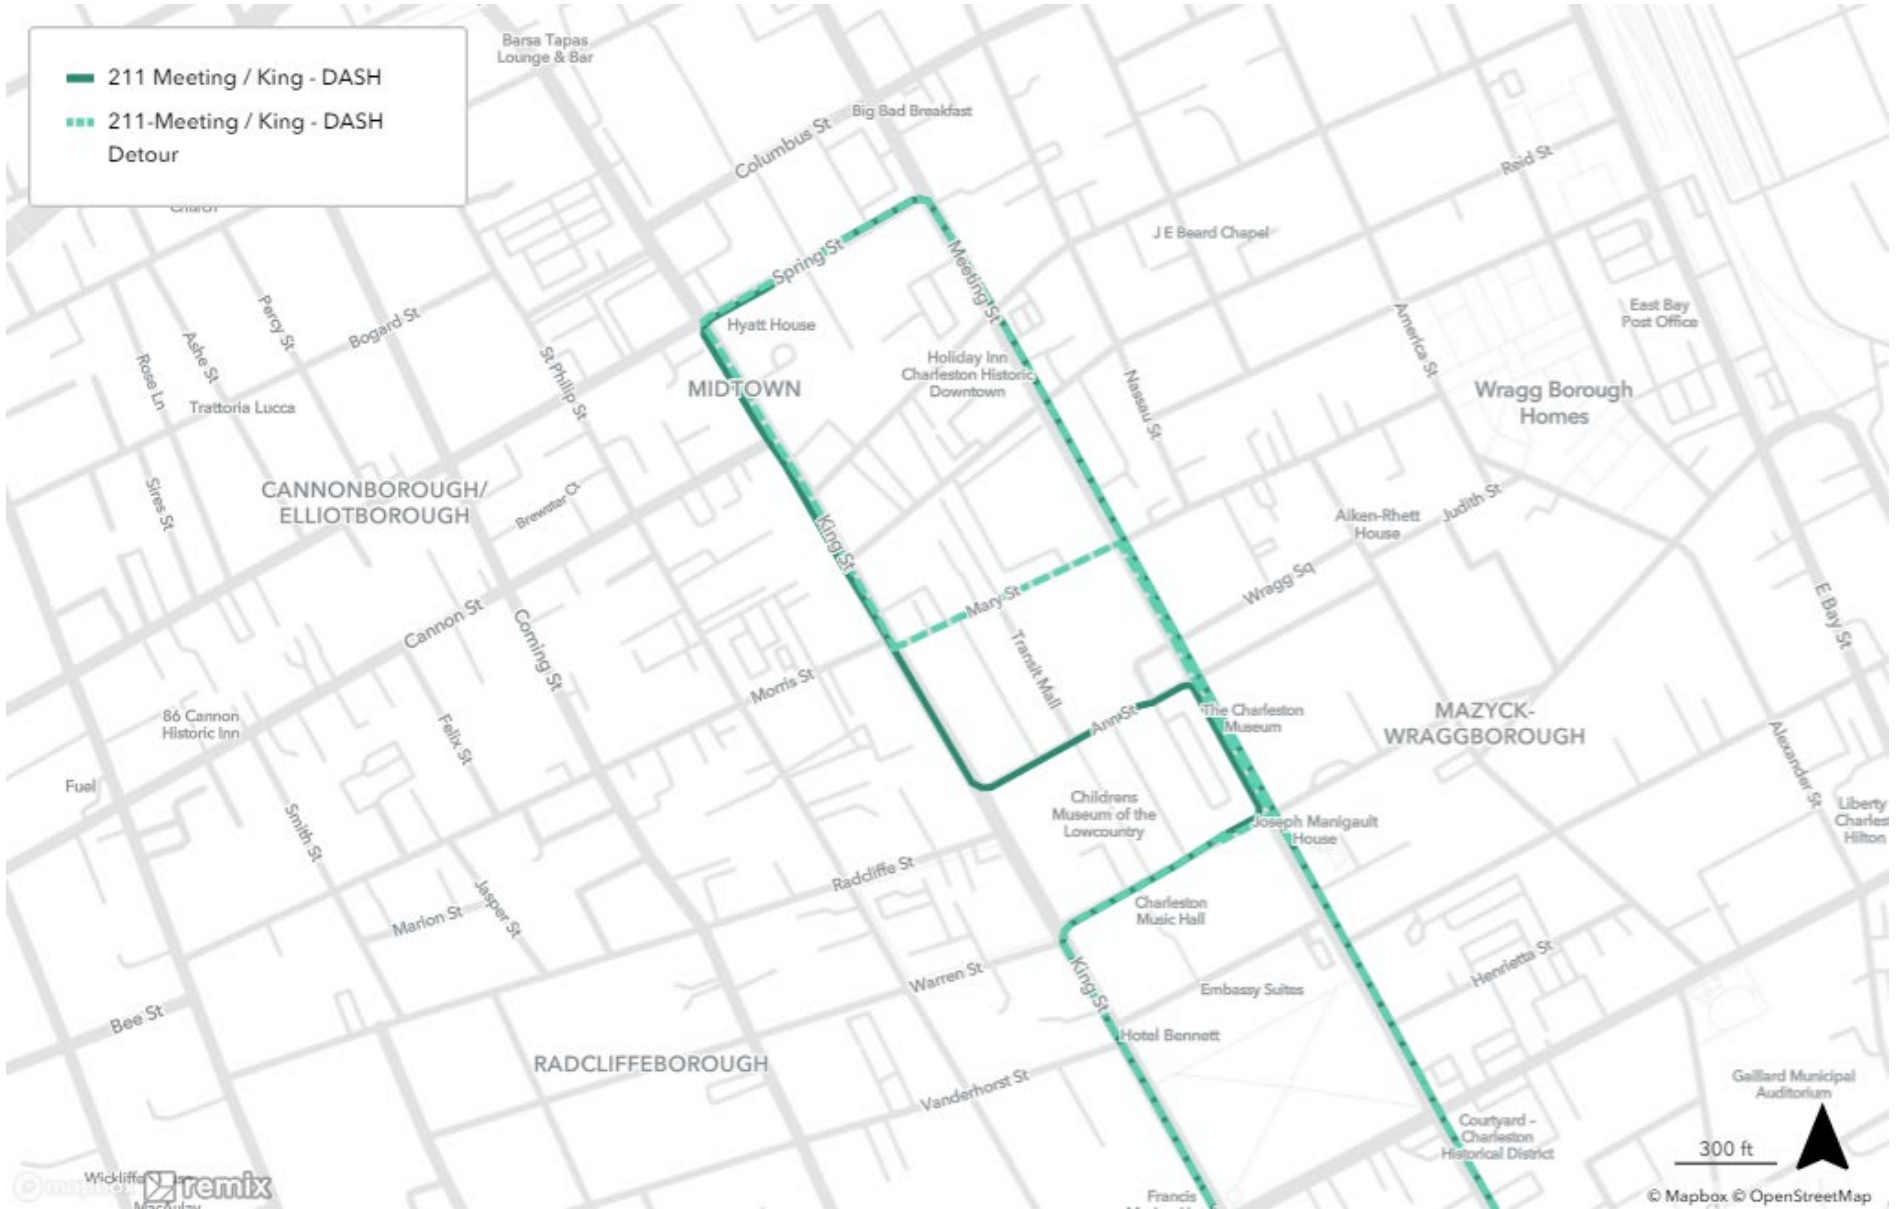 211 Meeting / King - DASH
211-Meeting / King - DASH
Detour
Church
Barsa Tapas
Lounge & Bar
Big Bad Breakfast
Columbus St
Reid St
J E Beard Chapel
Spring St
Meeting St
Percy St
Bogard St
Ashe St
Rose Ln
Trattoria Lucca
St Philip St
Hyatt House
MIDTOWN
Holiday Inn
Charleston Historic
Downtown
Nassau St
America St
East Bay
Post Office
Wragg Borough
Homes
CANNONBOROUGH/
ELLIOTBOROUGH
Sires St
Brewster Ct
King St
Aiken-Rhett
House
Judith St
Wragg Sq
Mary St
Cannon St
Coming St
E Bay St
Transit Mall
Morris St
86 Cannon
Historic Inn
Felix St
Ann St
The Charleston
Museum
MAZYCK-
WRAGGBOROUGH
Alexander St
Fuel
Smith St
Childrens
Museum of the
Lowcountry
Joseph Manigault
House
Liberty
Charles
Hilton
Radcliffe St
Jasper St
Marion St
Charleston
Music Hall
Warren St
King St
Henrietta St
Embassy Suites
Bee St
Hotel Bennett
RADCLIFFEBOROUGH
Vanderhorst St
Gaillard Municipal
Auditorium
Courtyard -
Charleston
Historical District
300 ft
mapbox
remix
Francis
© Mapbox © OpenStreetMap